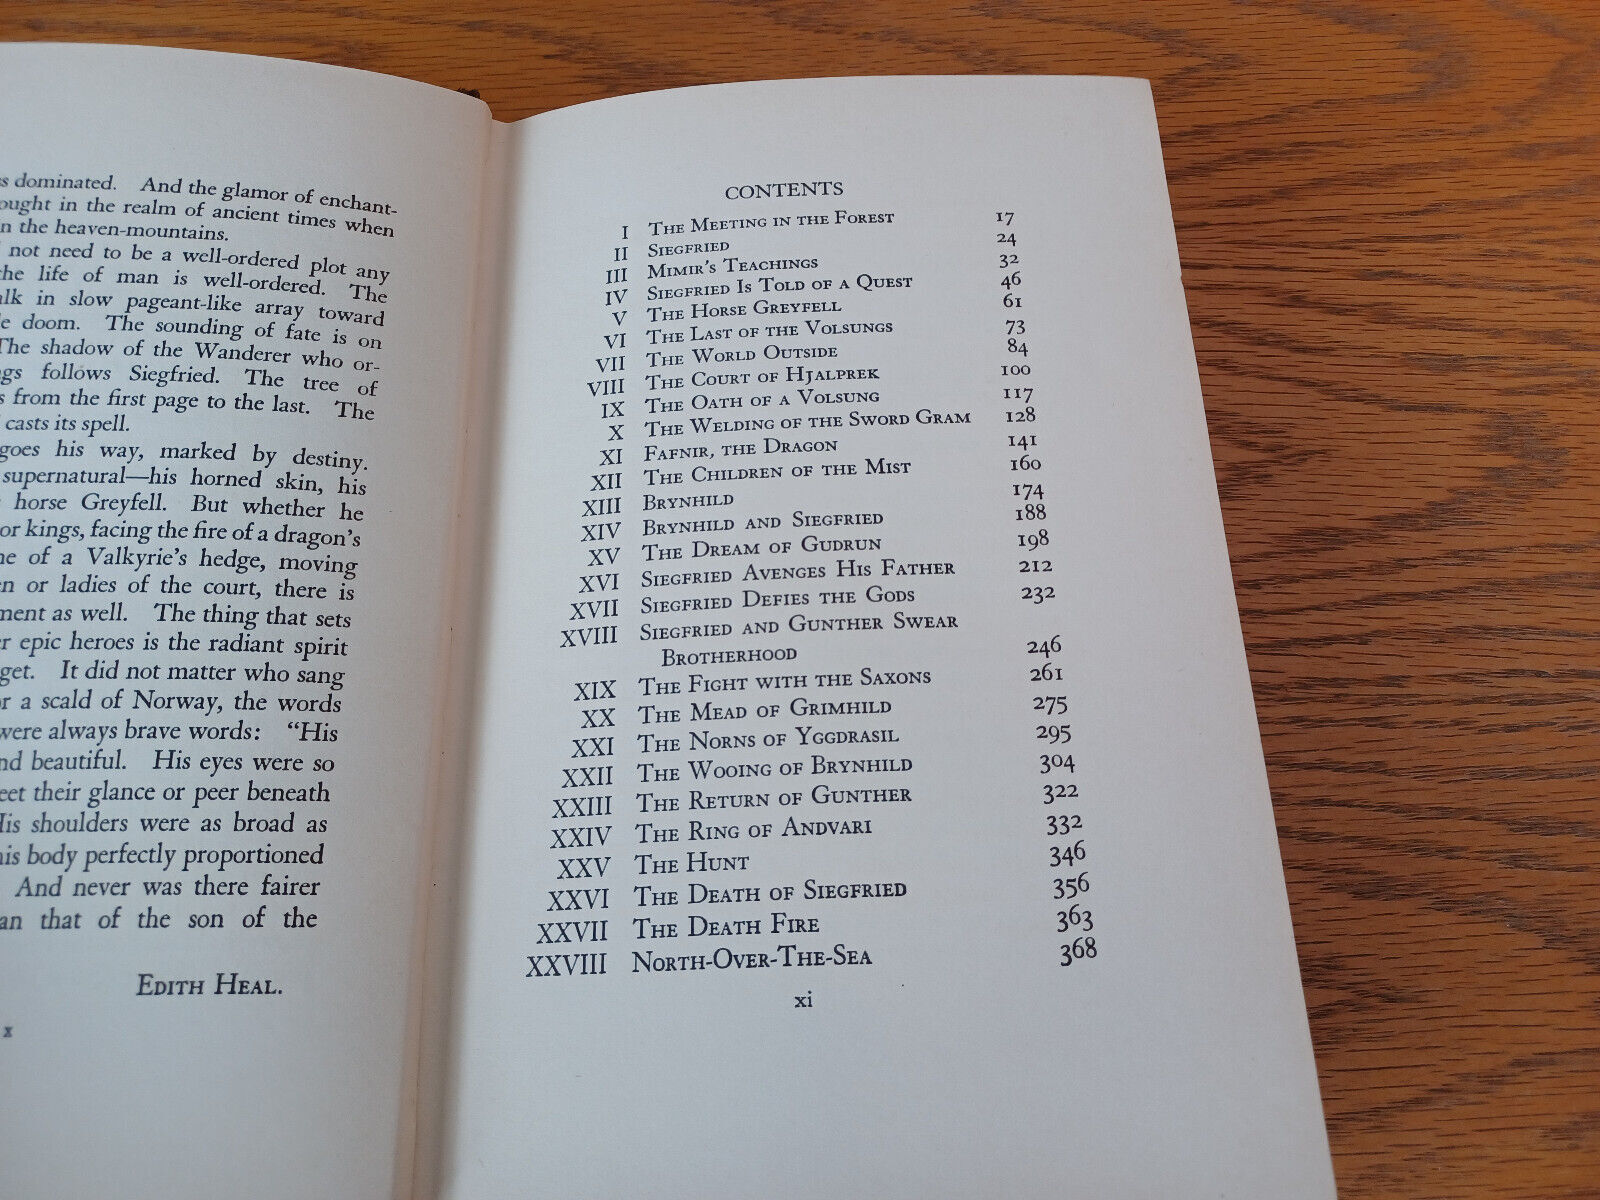 dominated. And the glamor of enchant-
in the realm of ancient times when
the heaven-mountains.
not need to be a well-ordered plot any
the life of man is well-ordered. The
in slow pageant-like array toward
doom. The sounding of fate is on
The shadow of the Wanderer who or-
follows Siegfried. The tree of
from the first page to the last. The
casts its spell.
goes his way, marked by destiny.
supernatural—his horned skin, his
horse Greyfell. But whether he
or kings, facing the fire of a dragon's
of a Valkyrie's hedge, moving
or ladies of the court, there is
as well. The thing that sets
epic heroes is the radiant spirit
It did not matter who sang
a scald of Norway, the words
were always brave words: "His
beautiful. His eyes were so
their glance or peer beneath
His shoulders were as broad as
his body perfectly proportioned
And never was there fairer
that of the son of the
EDITH HEAL.
x
CONTENTS
I THE MEETING IN THE FOREST 17
II SIEGFRIED 24
III MIMIR'S TEACHINGS 32
IV SIEGFRIED IS TOLD OF A QUEST 46
V THE HORSE GREYFELL 61
VI THE LAST OF THE VOLSUNGS 73
VII THE WORLD OUTSIDE 84
VIII THE COURT OF HJALPREK 100
IX THE OATH OF A VOLSUNG 117
X THE WELDING OF THE SWORD GRAM 128
XI FAFNIR, THE DRAGON 141
XII THE CHILDREN OF THE MIST 160
XIII BRYNHILD 174
XIV BRYNHILD AND SIEGFRIED 188
XV THE DREAM OF GUDRUN 198
XVI SIEGFRIED AVENGES HIS FATHER 212
XVII SIEGFRIED DEFIES THE GODS 232
XVIII SIEGFRIED AND GUNTHER SWEAR
BROTHERHOOD 246
XIX THE FIGHT WITH THE SAXONS 261
XX THE MEAD OF GRIMHILD 275
XXI THE NORNS OF YGGDRASIL 295
XXII THE WOOING OF BRYNHILD 304
XXIII THE RETURN OF GUNTHER 322
XXIV THE RING OF ANDVARI 332
XXV THE HUNT 346
XXVI THE DEATH OF SIEGFRIED 356
XXVII THE DEATH FIRE 363
XXVIII NORTH-OVER-THE-SEA 368
xi